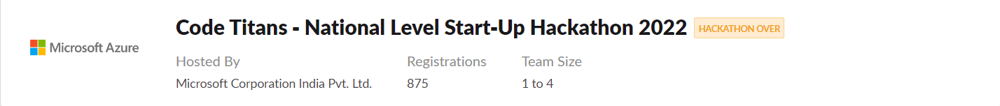 Code Titans - National Level Start-Up Hackathon 2022 HACKATHON OVER
Microsoft Azure
Hosted By Registrations Team Size
Microsoft Corporation India Pvt. Ltd. 875 1 to 4